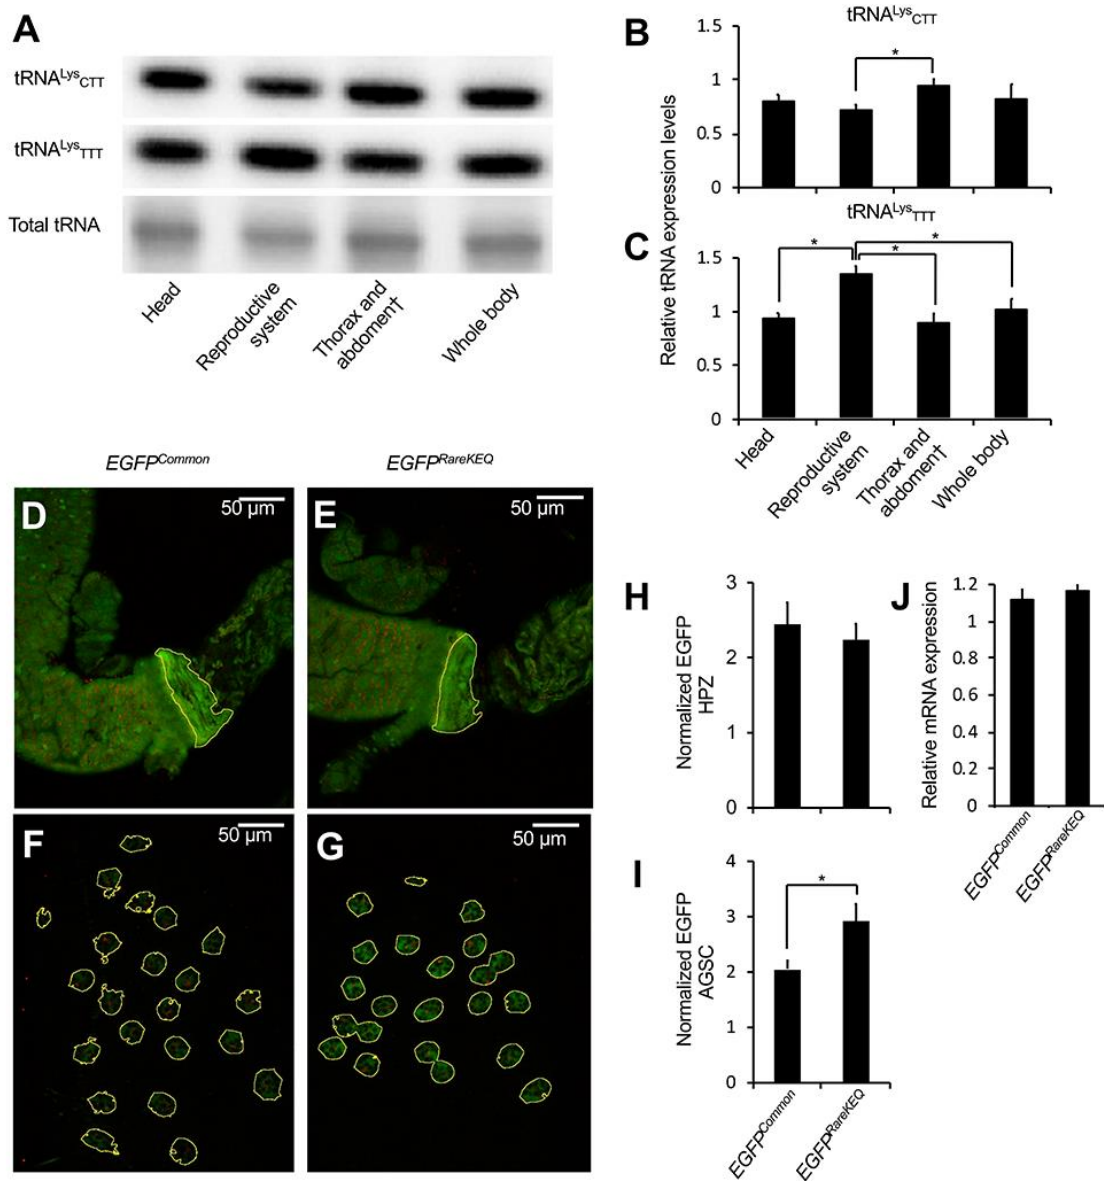 A
tRNALysCTT
tRNALysTTT
Total tRNA
Head
Reproductive
system
Thorax and
abdoment†
Whole body
B
tRNALysCTT
1.5
1
0.5
0
*
Relative tRNA expression levels
C
tRNALysTTT
1.5
1
0.5
0
*
*
*
Head
Reproductive
system
Thorax and
abdoment†
Whole body
EGFPCommon
EGFPRareKEQ
D
50 µm
E
50 µm
F
50 µm
G
50 µm
H
Normalized EGFP
HPZ
3
2
1
0
J
Relative mRNA expression
1.2
1
0.8
0.6
0.4
0.2
0
EGFPCommon
EGFPRareKEQ
I
Normalized EGFP
AGSC
4
3
2
1
0
*
EGFPCommon
EGFPRareKEQ